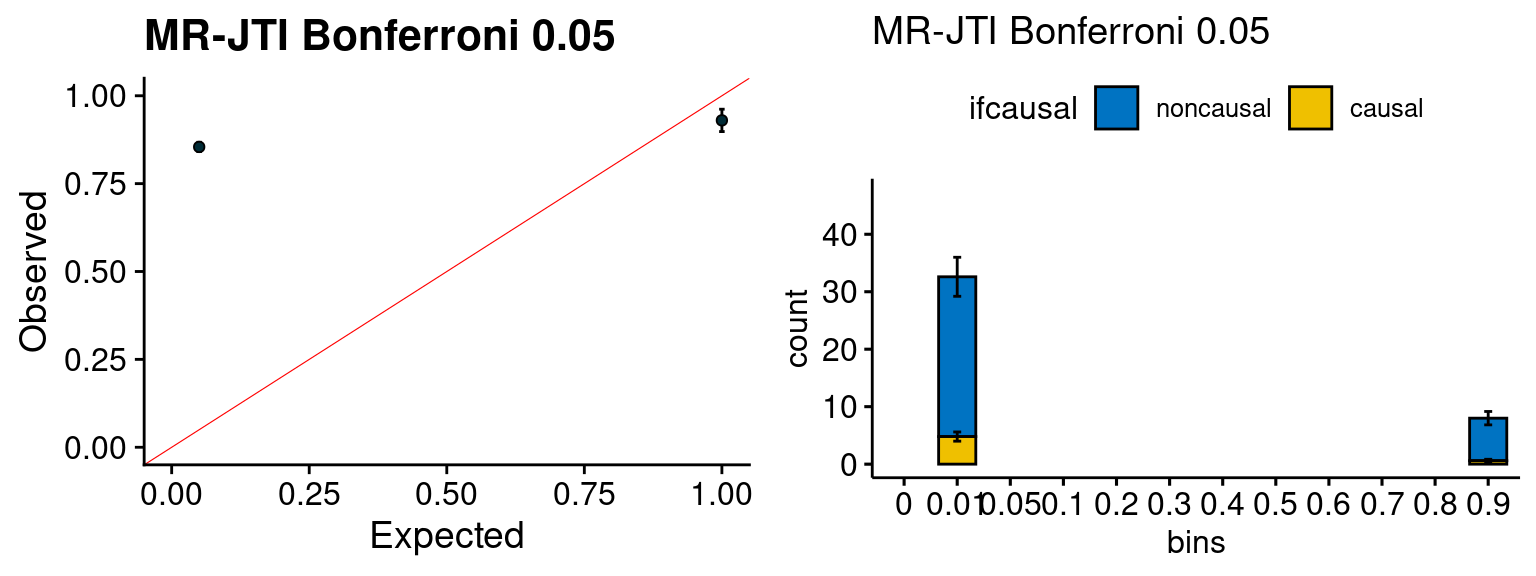 MR-JTI Bonferroni 0.05
1.00
0.75
0.50
0.25
0.00
Observed
0.00 0.25 0.50 0.75 1.00
Expected
MR-JTI Bonferroni 0.05
ifcausal noncausal causal
40
30
20
10
0
count
0 0.01 0.05 0.1 0.2 0.3 0.4 0.5 0.6 0.7 0.8 0.9
bins